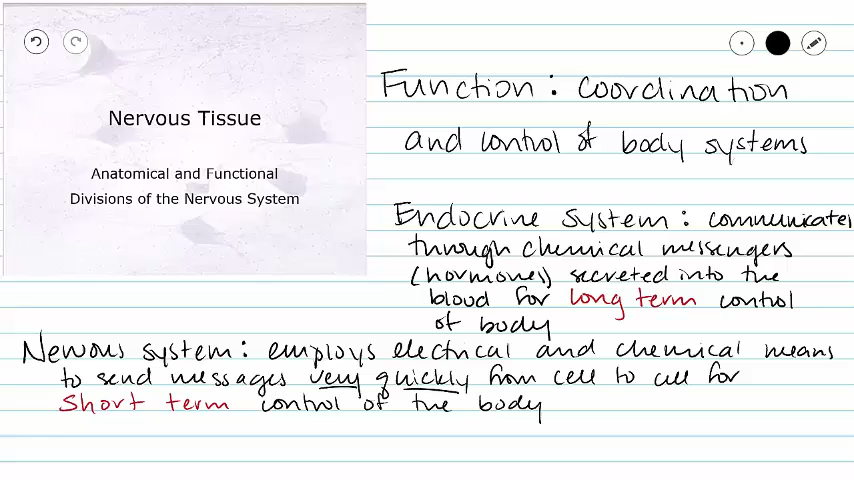 Nervous Tissue
Anatomical and Functional
Divisions of the Nervous System
Function: coordination
and control of body systems
Endocrine system: communicates
through chemical messengers
(hormones) secreted into the
blood for long term control
of body
Nervous system: employs electrical and chemical means
to send messages very quickly from cell to cell for
short term control of the body